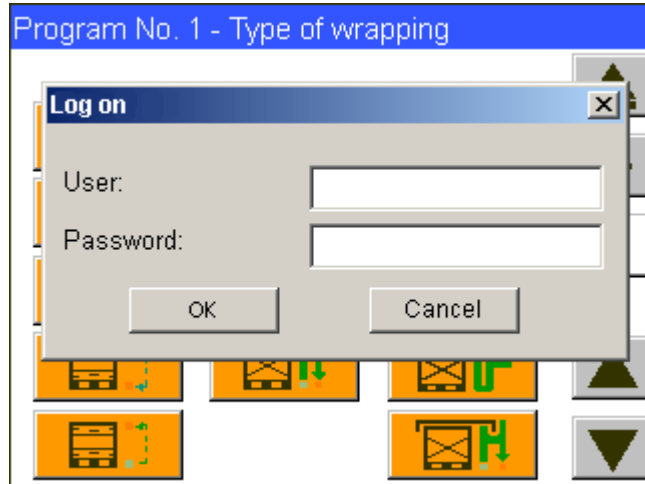 Program No. 1 - Type of wrapping
Log on
User:
Password:
OK
Cancel